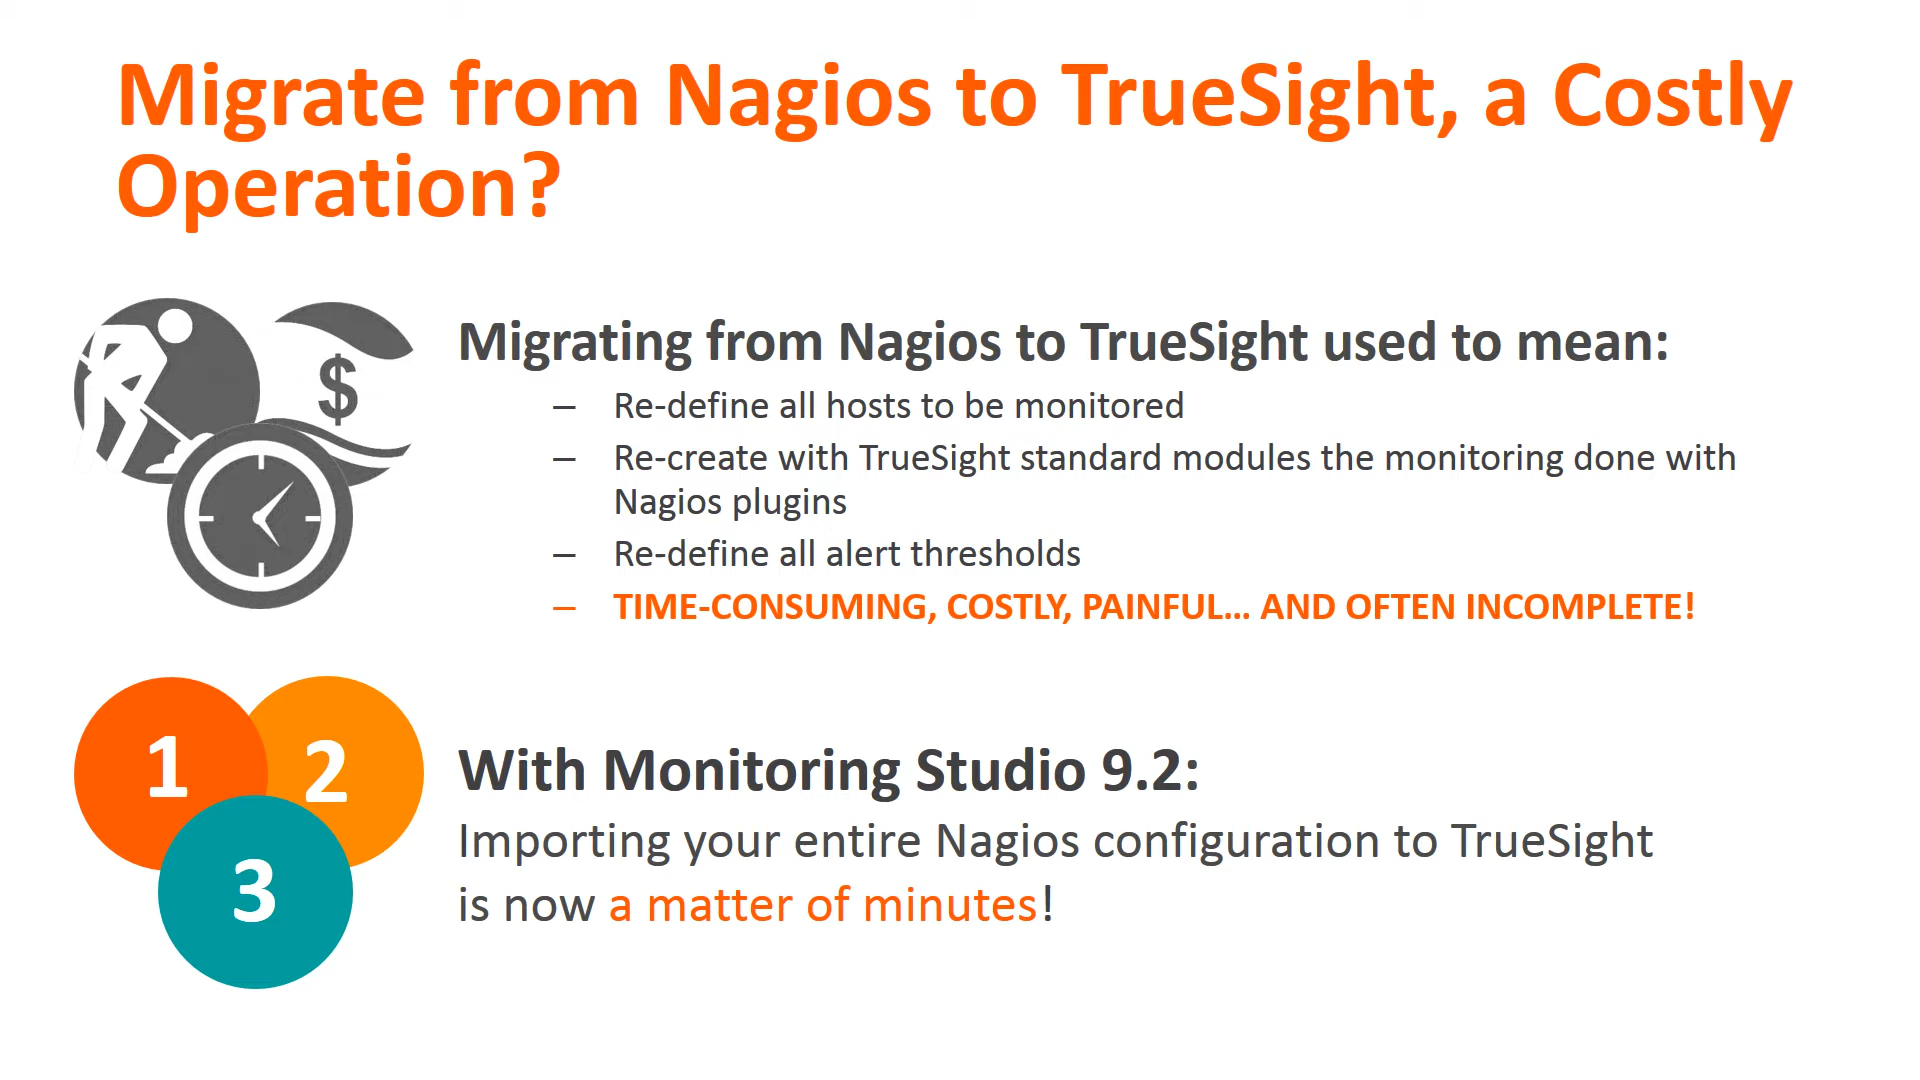 Migrate from Nagios to TrueSight, a Costly
Operation?
$
Migrating from Nagios to TrueSight used to mean:
– Re-define all hosts to be monitored
– Re-create with TrueSight standard modules the monitoring done with
Nagios plugins
– Re-define all alert thresholds
– TIME-CONSUMING, COSTLY, PAINFUL... AND OFTEN INCOMPLETE!
1
2
3
With Monitoring Studio 9.2:
Importing your entire Nagios configuration to TrueSight
is now a matter of minutes!